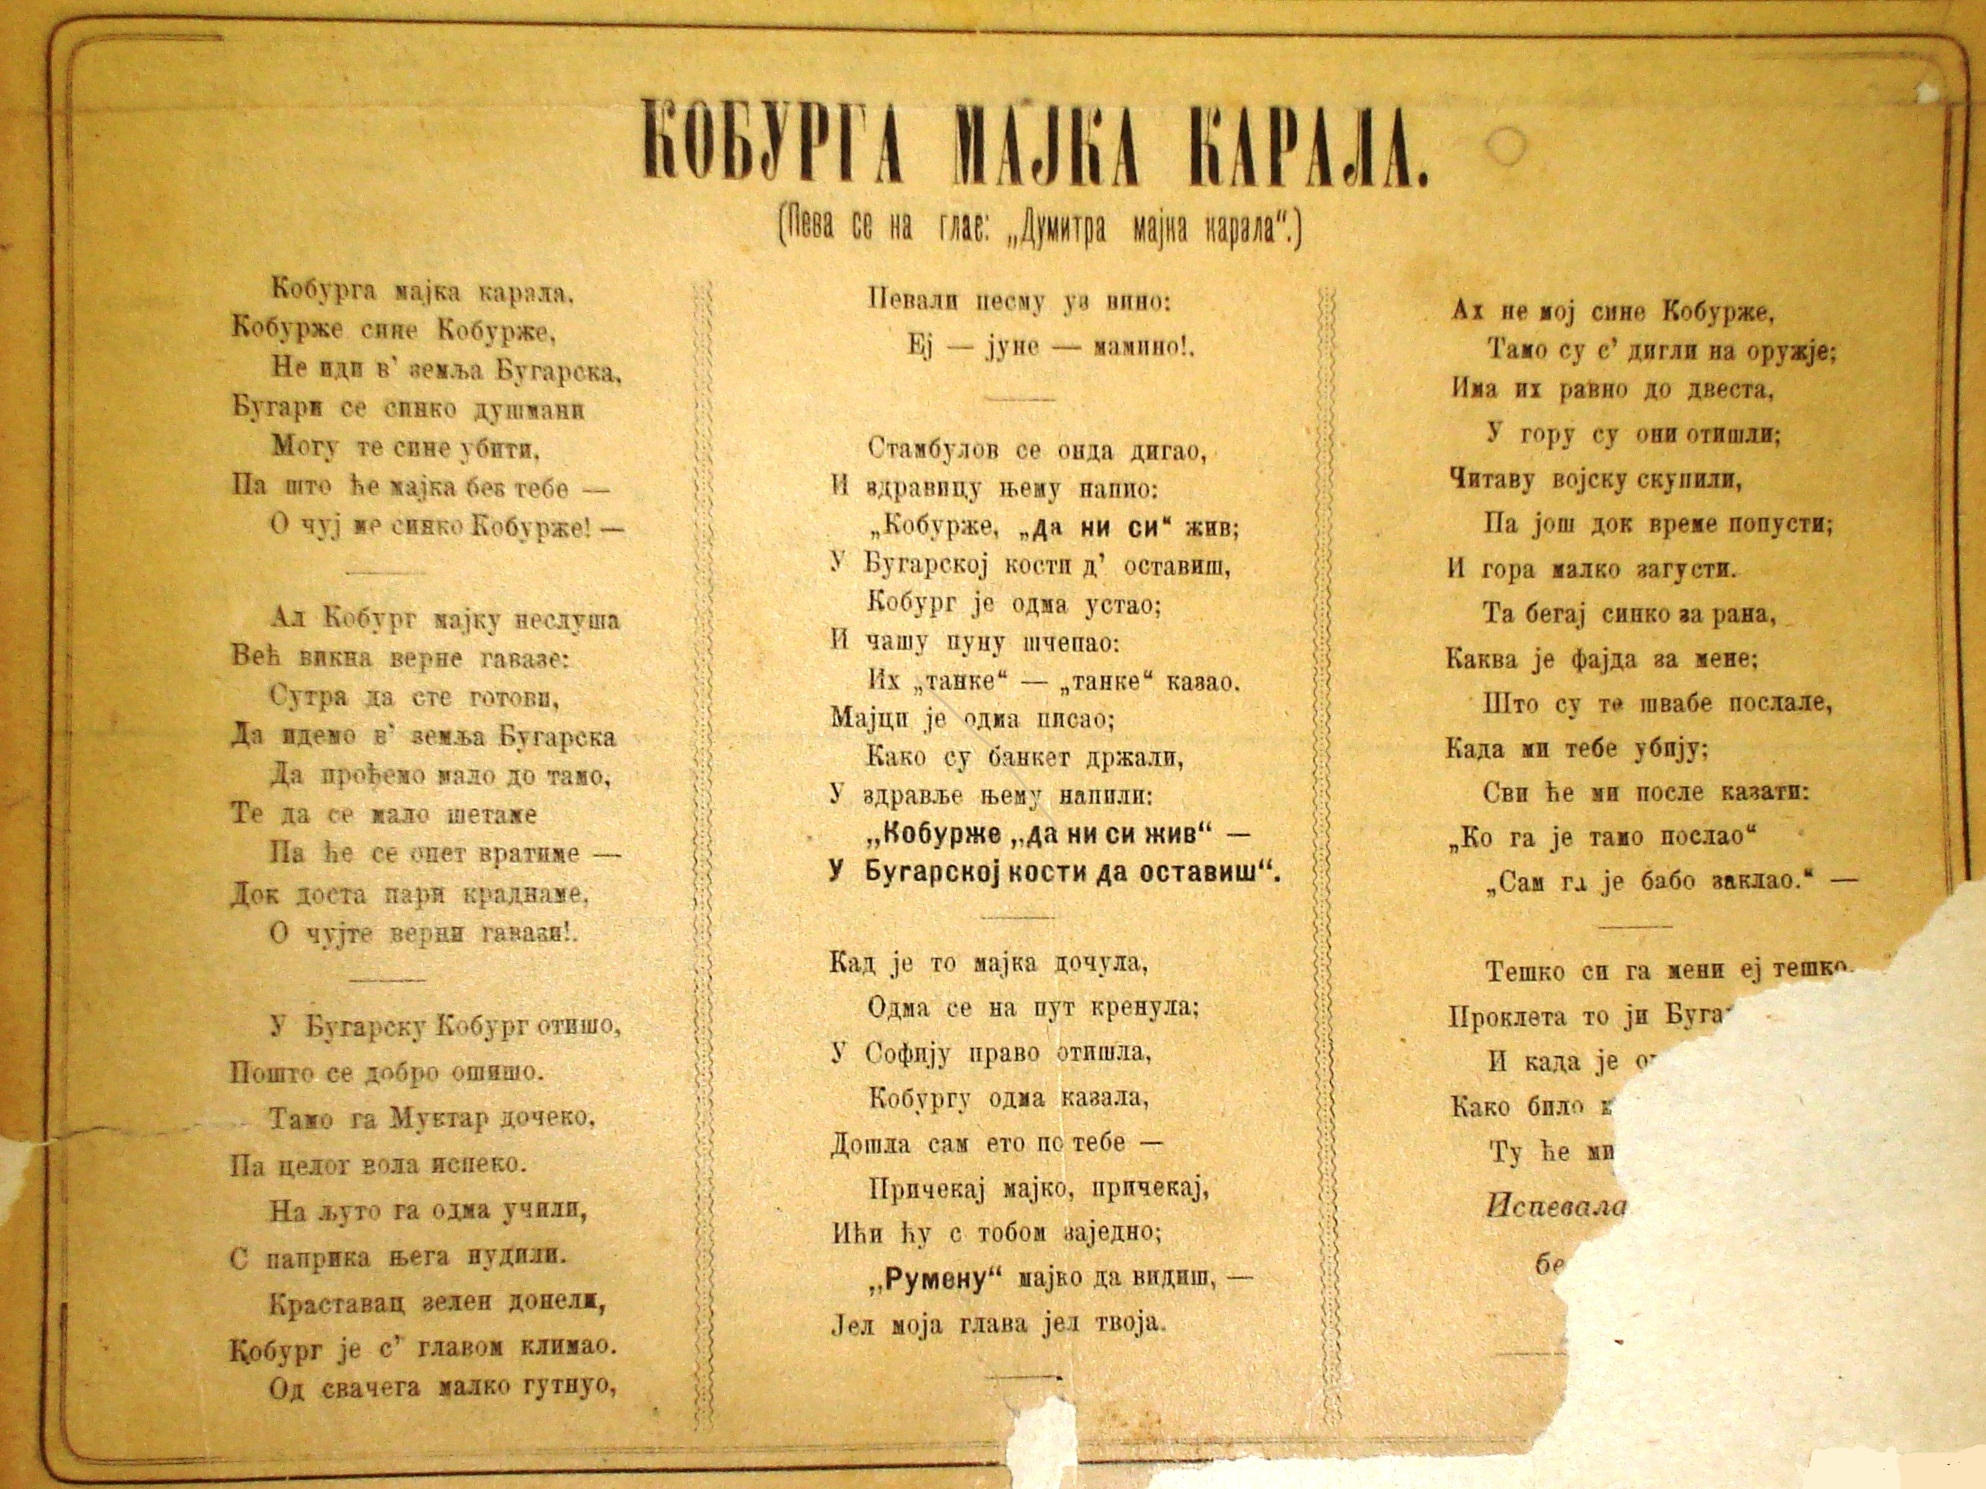 КОБУРГА МАЈКА КАРАЛА.
(Пева се на глас: „Думитра мајка карала“.)
Кобурга мајка карала,
Кобурже сине Кобурже,
Не иди в’ земља Бугарска,
Бугари се синко душмани
Могу те сине убити,
Па што ће мајка без тебе —
О чуј ме синко Кобурже! —
Ал Кобург мајку неслуша
Већ викна верне гавазе:
Сутра да сте готови,
Да идемо в’ земља Бугарска
Да прођемо мало до тамо,
Те да се мало шетаме
Па ће се опет вратиме —
Док доста пари краднаме,
О чујте верни гавази!.
У Бугарску Кобург отишо,
Пошто се добро ошишо.
Тамо га Муктар дочеко,
Па целог вола испеко.
На љуто га одма учили,
С паприка њега нудили.
Краставац зелен донели,
Кобург је с’ главом климао.
Од свачега малко гутнуо,
Певали песму уз вино:
Еј — јуне — мамино!.
Стамбулов се онда дигао,
И здравицу њему напио:
„Кобурже, „да ни си“ жив;
У Бугарској кости д’ оставиш,
Кобург је одма устао;
И чашу пуну шчепао:
Их „танке“ — „танке“ казао.
Мајци је одма писао;
Како су банкет држали,
У здравље њему напили:
„Кобурже „да ни си жив“ —
У Бугарској кости да оставиш“.
Кад је то мајка дочула,
Одма се на пут кренула;
У Софију право отишла,
Кобургу одма казала,
Дошла сам ето по тебе —
Причекај мајко, причекај,
Ићи ћу с тобом заједно;
„Румену“ мајко да видиш, —
Јел моја глава јел твоја.
Ах не мој сине Кобурже,
Тамо су с’ дигли на оружје;
Има их равно до двеста,
У гору су они отишли;
Читаву војску скупили,
Па још док време попусти;
И гора малко загусти.
Та бегај синко за рана,
Каква је фајда за мене;
Што су те швабе послале,
Када ми тебе убију;
Сви ће ми после казати:
„Ко га је тамо послао“
„Сам га је бабо заклао.“ —
Тешко си га мени еј тешко
Проклета то ји
И када је
Како било
Ту ће ми
Испевала